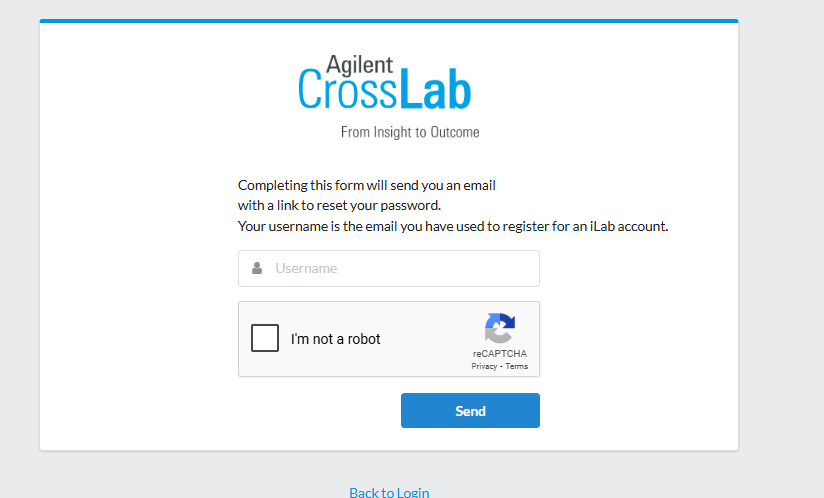 Agilent
CrossLab
From Insight to Outcome
Completing this form will send you an email
with a link to reset your password.
Your username is the email you have used to register for an iLab account.
Username
I'm not a robot
reCAPTCHA
Privacy - Terms
Send
Back to Login